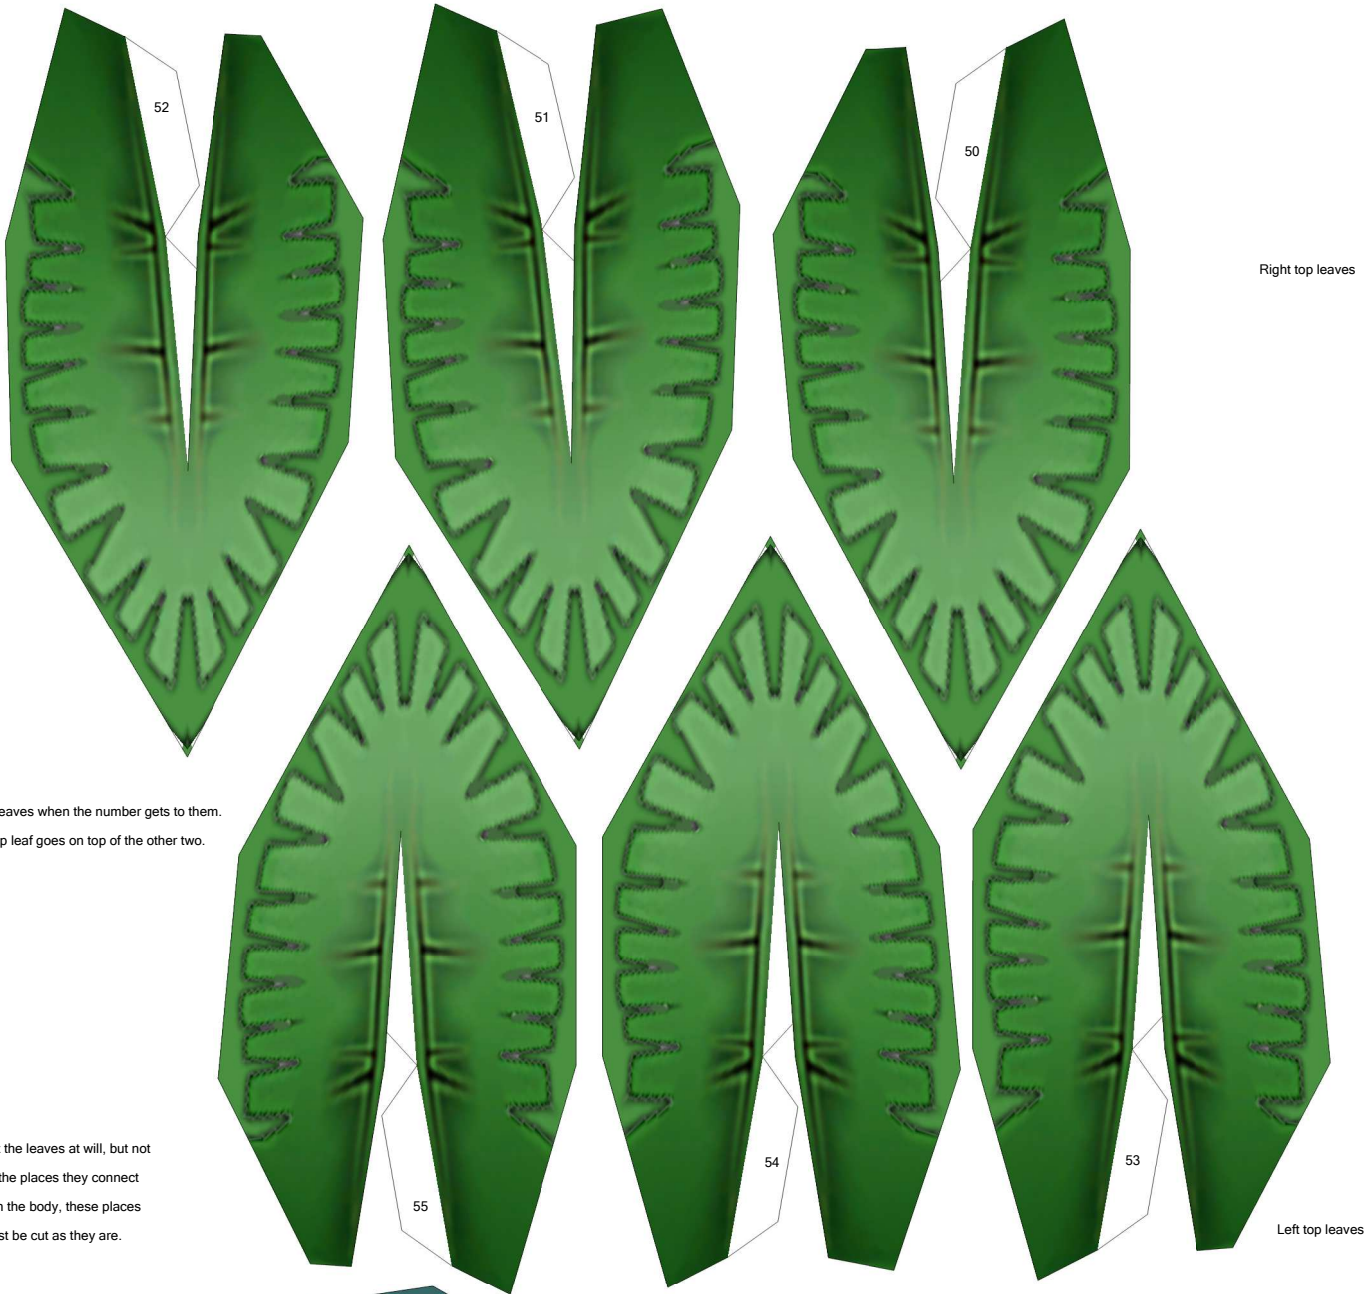 52
51
50
Right top leaves
eaves when the number gets to them.
p leaf goes on top of the other two.
t the leaves at will, but not
the places they connect
n the body, these places
st be cut as they are.
55
54
53
Left top leaves